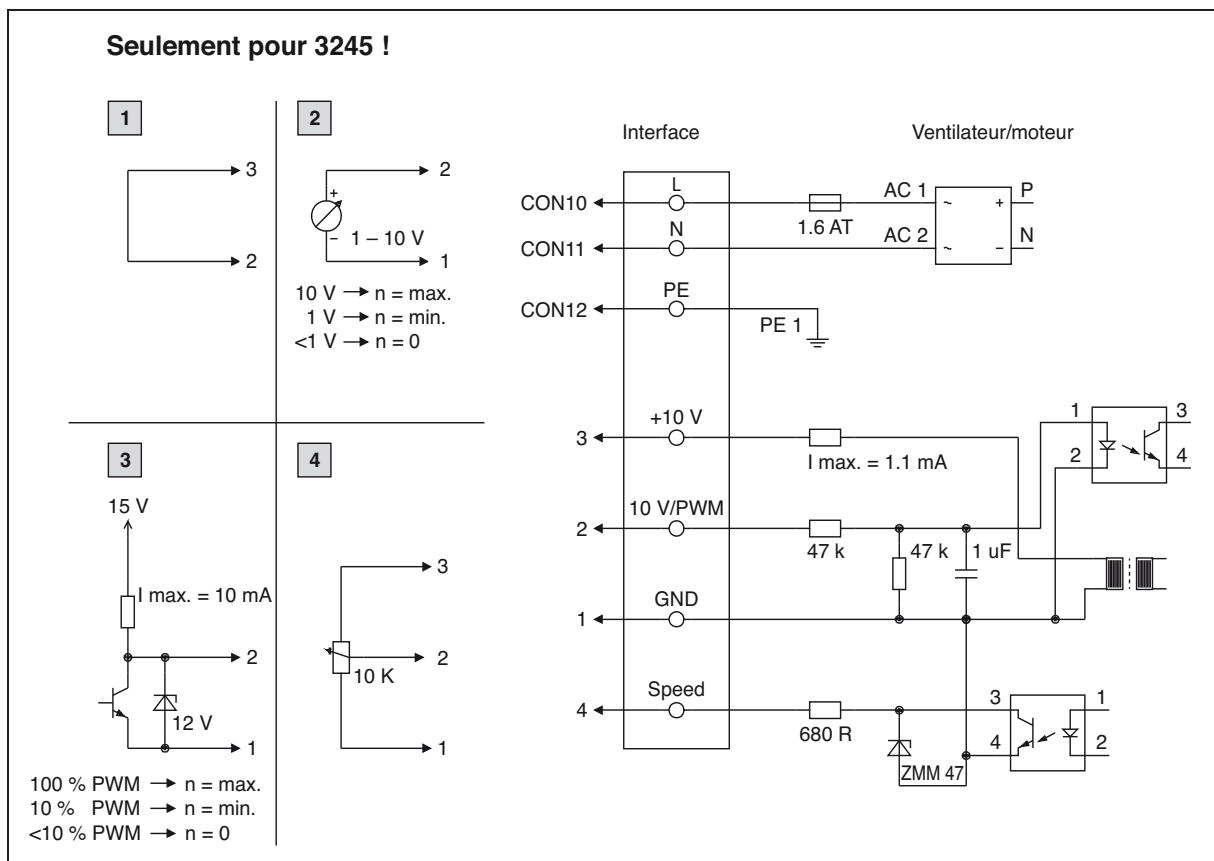 Seulement pour 3245 !
1
3
2
2
2
+
−
1 – 10 V
1
10 V → n = max.
1 V → n = min.
<1 V → n = 0
3
15 V
I max. = 10 mA
2
12 V
1
100 % PWM → n = max.
10 % PWM → n = min.
<10 % PWM → n = 0
4
3
2
10 K
1
Interface
Ventilateur/moteur
CON10
L
1.6 AT
AC 1
~
+
P
CON11
N
AC 2
~
−
N
CON12
PE
PE 1
3
+10 V
I max. = 1.1 mA
1
2
3
4
2
10 V/PWM
47 k
47 k
1 uF
1
GND
4
Speed
680 R
ZMM 47
3
4
1
2